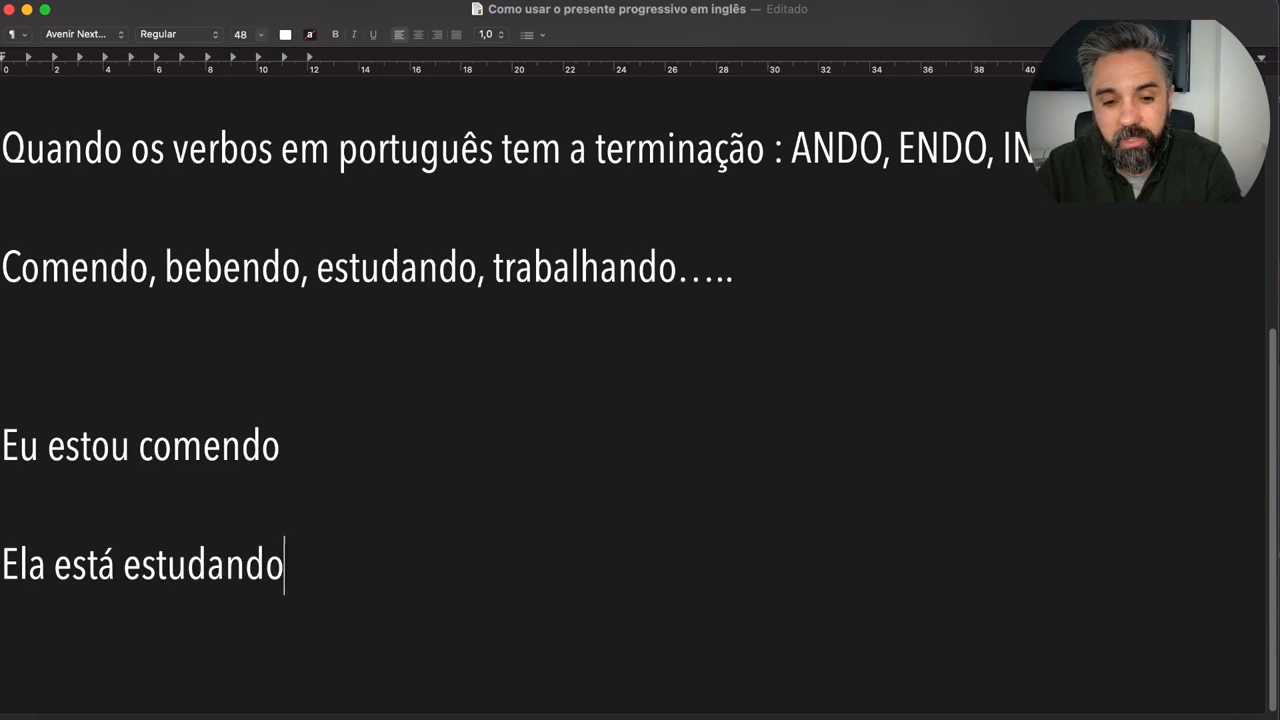 Como usar o presente progressivo em inglês — Editado
¶ Avenir Next... Regular 48 a B I U 1,0
0 2 4 6 8 10 12 14 16 18 20 22 24 26 28 30 32 34 36 38 40
Quando os verbos em português tem a terminação : ANDO, ENDO,
Comendo, bebendo, estudando, trabalhando…..
Eu estou comendo
Ela está estudando